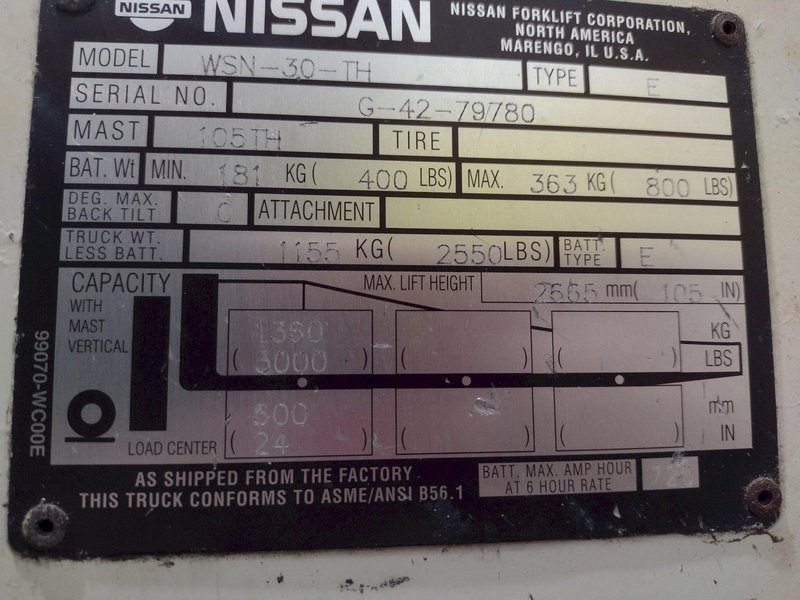 NISSAN NISSAN
NISSAN FORKLIFT CORPORATION,
NORTH AMERICA
MARENGO, IL U.S.A.
MODEL WSN-30-TH TYPE E
SERIAL NO. G-42-79780
MAST 105TH TIRE
BAT. Wt MIN. 181 KG( 400 LBS) MAX. 363 KG( 800 LBS)
DEG. MAX.
BACK TILT 0 ATTACHMENT
TRUCK WT.
LESS BATT. 1155 KG( 2550 LBS) BATT.
TYPE E
CAPACITY MAX. LIFT HEIGHT 2665 mm( 105 IN)
WITH
MAST
VERTICAL
1360 KG
( 3000 ) ( ) ( ) LBS
600 mm
LOAD CENTER ( 24 ) ( ) ( ) IN
99070-WC00E
AS SHIPPED FROM THE FACTORY
THIS TRUCK CONFORMS TO ASME/ANSI B56.1
BATT. MAX. AMP HOUR
AT 6 HOUR RATE